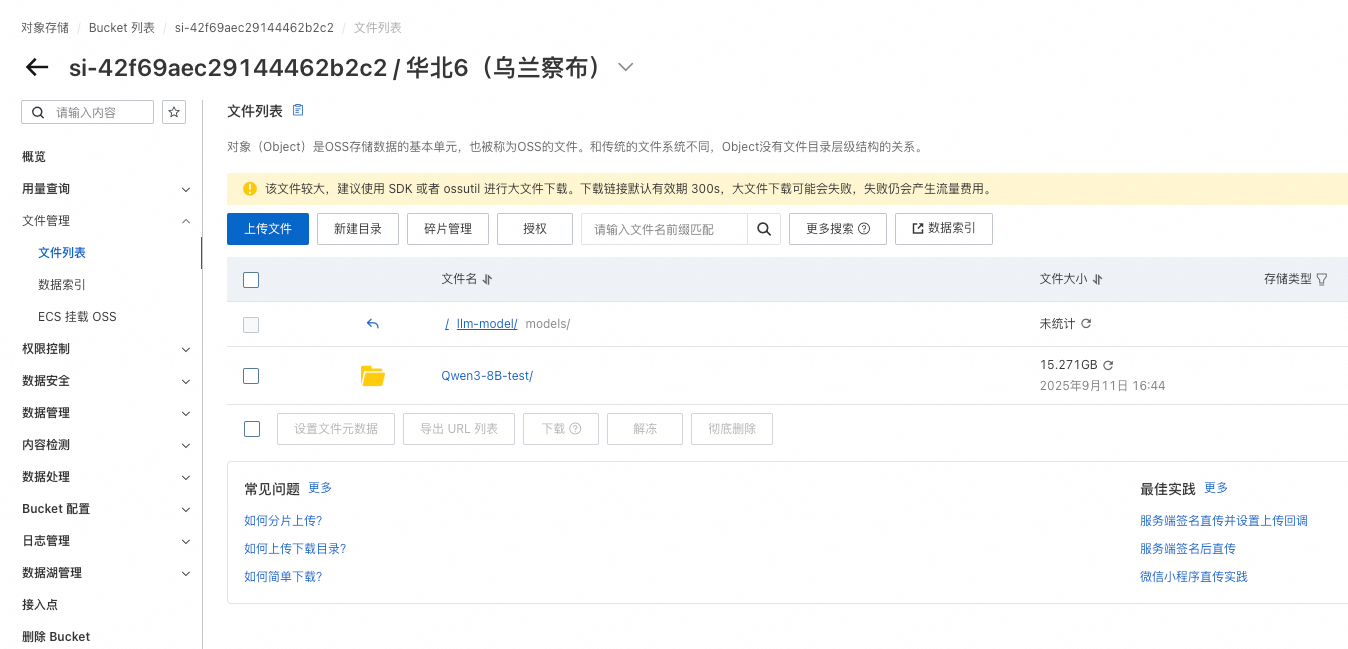 对象存储 / Bucket 列表 / si-42f69aec29144462b2c2 / 文件列表
si-42f69aec29144462b2c2 / 华北6（乌兰察布）
请输入内容
概览
用量查询
文件管理
文件列表
数据索引
ECS 挂载 OSS
权限控制
数据安全
数据管理
内容检测
数据处理
Bucket 配置
日志管理
数据湖管理
接入点
删除 Bucket
文件列表
对象（Object）是OSS存储数据的基本单元，也被称为OSS的文件。和传统的文件系统不同，Object没有文件目录层级结构的关系。
该文件较大，建议使用 SDK 或者 ossutil 进行大文件下载。下载链接默认有效期 300s，大文件下载可能会失败，失败仍会产生流量费用。
上传文件 新建目录 碎片管理 授权 请输入文件名前缀匹配 更多搜索 数据索引
文件名 文件大小 存储类型
/ llm-model/ models/ 未统计
Qwen3-8B-test/ 15.271GB
2025年9月11日 16:44
设置文件元数据 导出 URL 列表 下载 解冻 彻底删除
常见问题 更多
如何分片上传?
如何上传下载目录?
如何简单下载?
最佳实践 更多
服务端签名直传并设置上传回调
服务端签名后直传
微信小程序直传实践